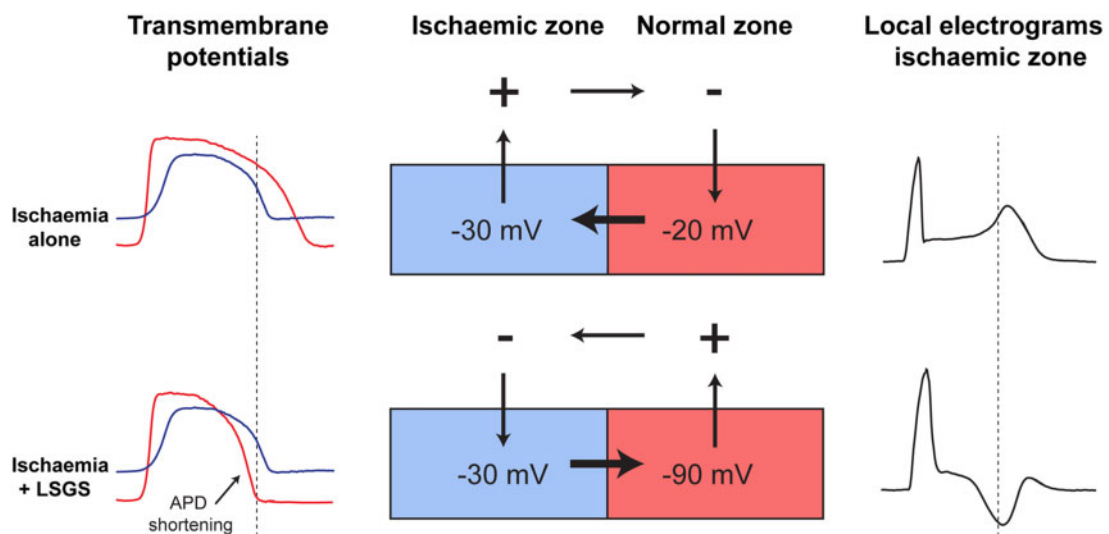 Transmembrane
potentials
Ischaemic zone
Normal zone
Local electrograms
ischaemic zone
+
-
Ischaemia
alone
-30 mV
-20 mV
-
+
Ischaemia
+ LSGS
APD
shortening
-30 mV
-90 mV